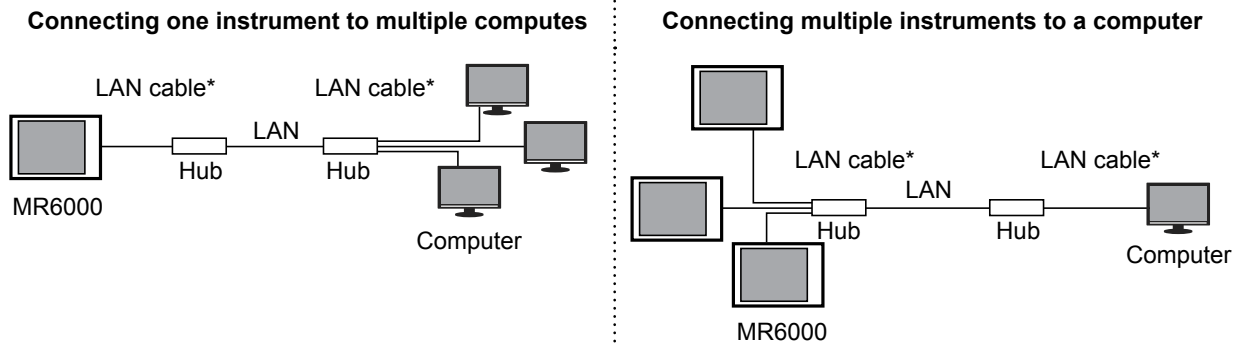 Connecting one instrument to multiple computes
LAN cable*
LAN cable*
LAN
Hub
Hub
MR6000
Computer
Connecting multiple instruments to a computer
LAN cable*
LAN cable*
LAN
Hub
Hub
Computer
MR6000